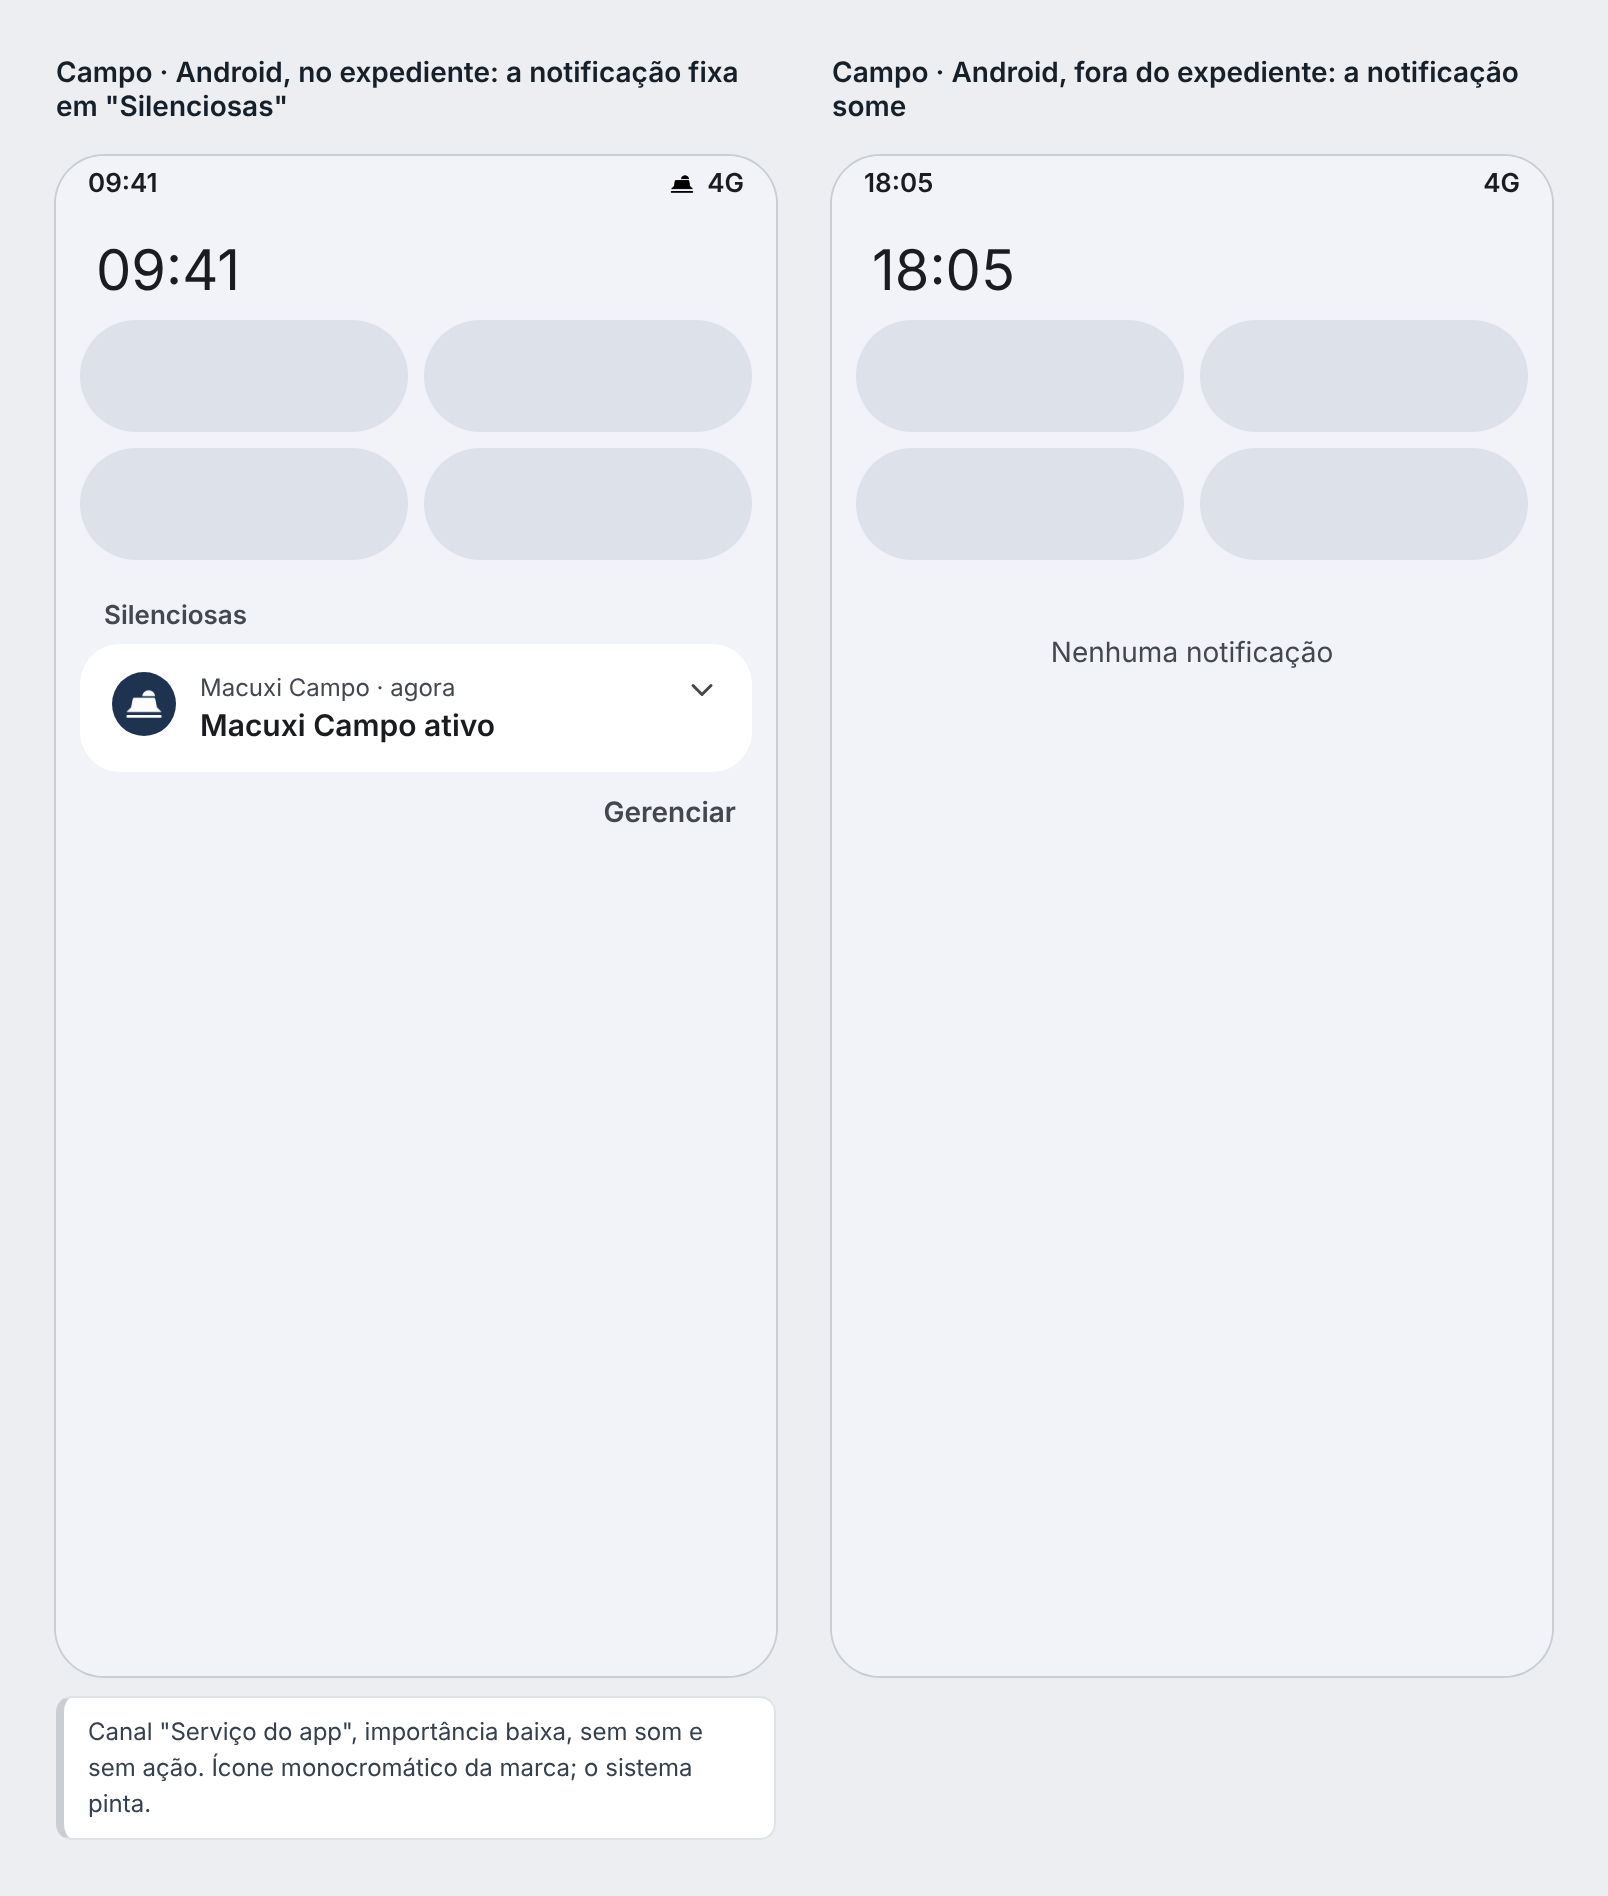 Campo · Android, no expediente: a notificação fixa
em "Silenciosas"
09:41
4G
09:41
Silenciosas
Macuxi Campo · agora
Macuxi Campo ativo
Gerenciar
Canal "Serviço do app", importância baixa, sem som e
sem ação. Ícone monocromático da marca; o sistema
pinta.
Campo · Android, fora do expediente: a notificação
some
18:05
4G
18:05
Nenhuma notificação